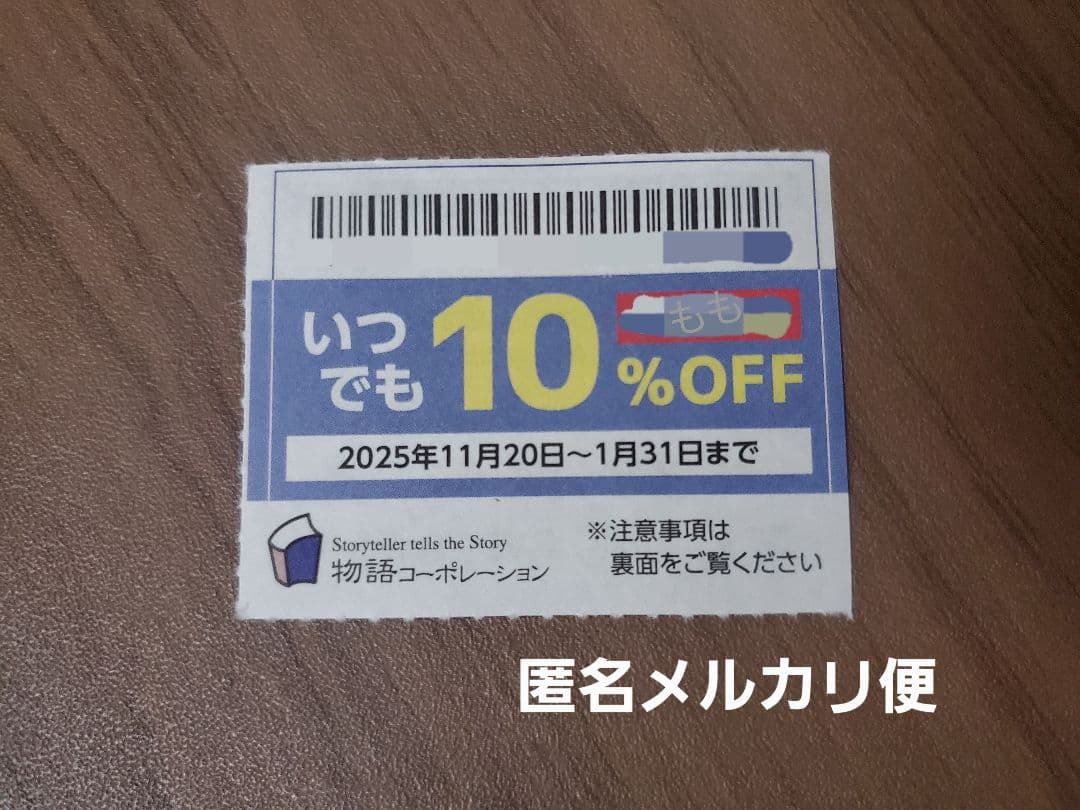 いつでも10%OFF
もも
2025年11月20日～1月31日まで
Storyteller tells the Story
物語コーポレーション
※注意事項は
裏面をご覧ください
匿名メルカリ便